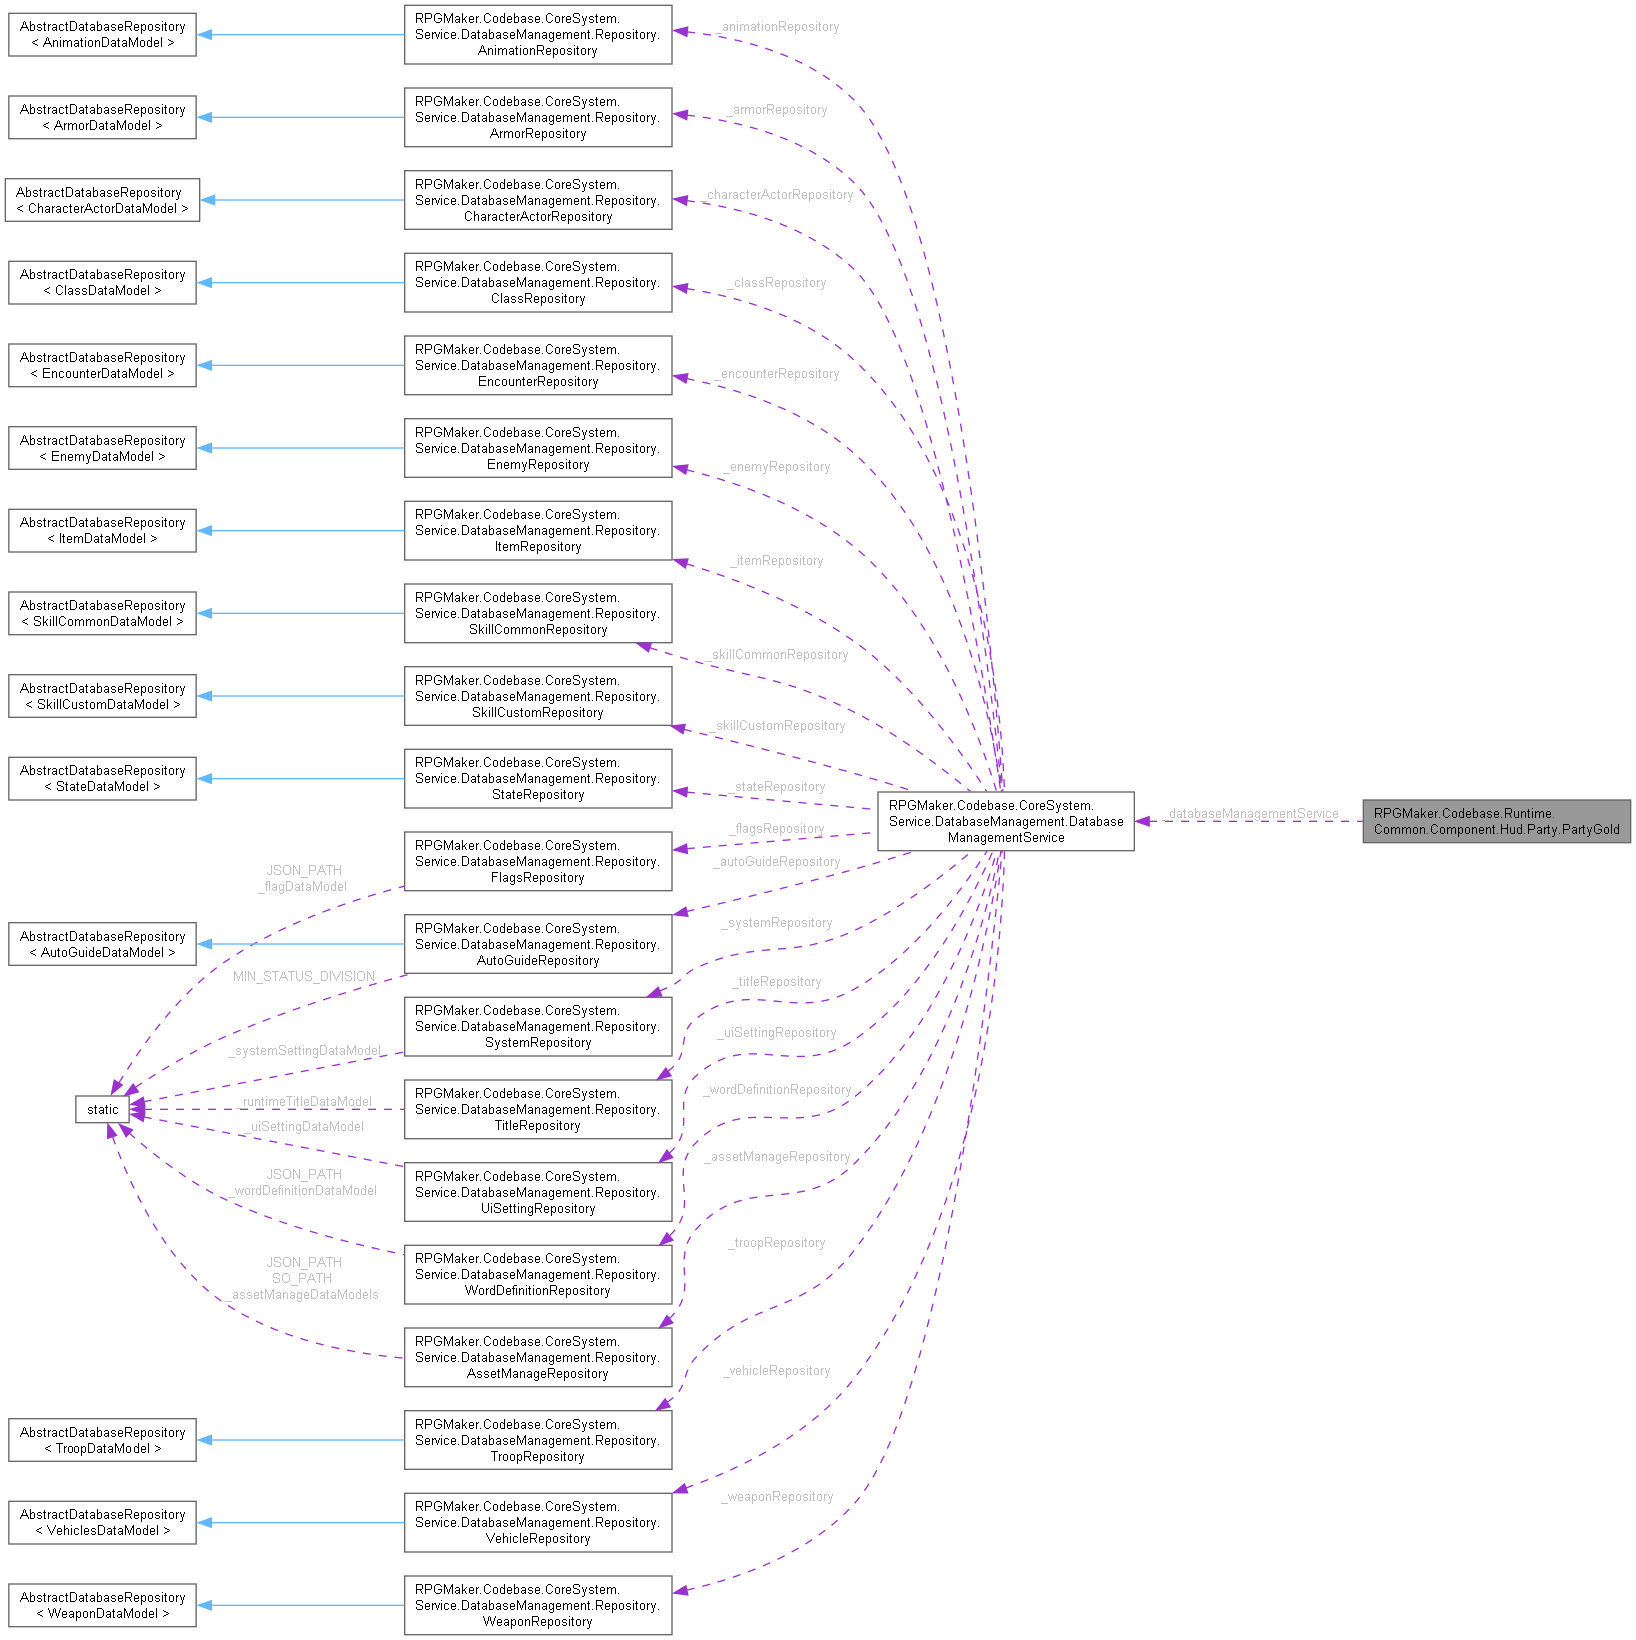 AbstractDatabaseRepository
< AnimationDataModel >
RPGMaker.Codebase.CoreSystem.
Service.DatabaseManagement.Repository.
AnimationRepository
_animationRepository
AbstractDatabaseRepository
< ArmorDataModel >
RPGMaker.Codebase.CoreSystem.
Service.DatabaseManagement.Repository.
ArmorRepository
_armorRepository
AbstractDatabaseRepository
< CharacterActorDataModel >
RPGMaker.Codebase.CoreSystem.
Service.DatabaseManagement.Repository.
CharacterActorRepository
_characterActorRepository
AbstractDatabaseRepository
< ClassDataModel >
RPGMaker.Codebase.CoreSystem.
Service.DatabaseManagement.Repository.
ClassRepository
_classRepository
AbstractDatabaseRepository
< EncounterDataModel >
RPGMaker.Codebase.CoreSystem.
Service.DatabaseManagement.Repository.
EncounterRepository
_encounterRepository
AbstractDatabaseRepository
< EnemyDataModel >
RPGMaker.Codebase.CoreSystem.
Service.DatabaseManagement.Repository.
EnemyRepository
_enemyRepository
AbstractDatabaseRepository
< ItemDataModel >
RPGMaker.Codebase.CoreSystem.
Service.DatabaseManagement.Repository.
ItemRepository
_itemRepository
AbstractDatabaseRepository
< SkillCommonDataModel >
RPGMaker.Codebase.CoreSystem.
Service.DatabaseManagement.Repository.
SkillCommonRepository
_skillCommonRepository
AbstractDatabaseRepository
< SkillCustomDataModel >
RPGMaker.Codebase.CoreSystem.
Service.DatabaseManagement.Repository.
SkillCustomRepository
_skillCustomRepository
AbstractDatabaseRepository
< StateDataModel >
RPGMaker.Codebase.CoreSystem.
Service.DatabaseManagement.Repository.
StateRepository
_stateRepository
RPGMaker.Codebase.CoreSystem.
Service.DatabaseManagement.Database
ManagementService
_databaseManagementService
RPGMaker.Codebase.Runtime.
Common.Component.Hud.Party.PartyGold
RPGMaker.Codebase.CoreSystem.
Service.DatabaseManagement.Repository.
FlagsRepository
_flagsRepository
JSON_PATH
_flagDataModel
AbstractDatabaseRepository
< AutoGuideDataModel >
RPGMaker.Codebase.CoreSystem.
Service.DatabaseManagement.Repository.
AutoGuideRepository
_autoGuideRepository
MIN_STATUS_DIVISION
RPGMaker.Codebase.CoreSystem.
Service.DatabaseManagement.Repository.
SystemRepository
_systemRepository
_systemSettingDataModel
static
_runtimeTitleDataModel
RPGMaker.Codebase.CoreSystem.
Service.DatabaseManagement.Repository.
TitleRepository
_titleRepository
_uiSettingDataModel
RPGMaker.Codebase.CoreSystem.
Service.DatabaseManagement.Repository.
UiSettingRepository
_uiSettingRepository
JSON_PATH
_wordDefinitionDataModel
RPGMaker.Codebase.CoreSystem.
Service.DatabaseManagement.Repository.
WordDefinitionRepository
_wordDefinitionRepository
JSON_PATH
SO_PATH
_assetManageDataModels
RPGMaker.Codebase.CoreSystem.
Service.DatabaseManagement.Repository.
AssetManageRepository
_assetManageRepository
AbstractDatabaseRepository
< TroopDataModel >
RPGMaker.Codebase.CoreSystem.
Service.DatabaseManagement.Repository.
TroopRepository
_troopRepository
AbstractDatabaseRepository
< VehiclesDataModel >
RPGMaker.Codebase.CoreSystem.
Service.DatabaseManagement.Repository.
VehicleRepository
_vehicleRepository
AbstractDatabaseRepository
< WeaponDataModel >
RPGMaker.Codebase.CoreSystem.
Service.DatabaseManagement.Repository.
WeaponRepository
_weaponRepository